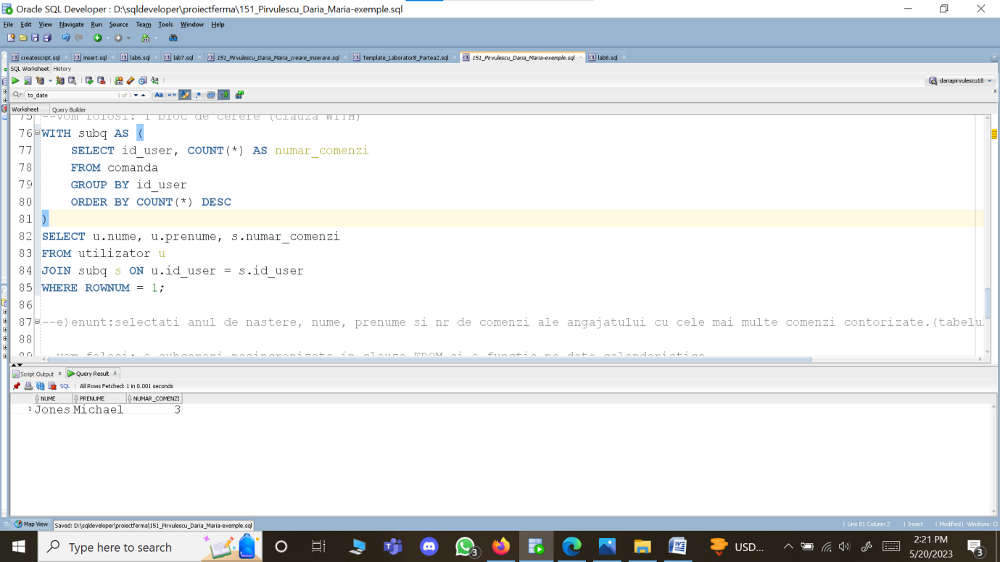 Oracle SQL Developer : D:\sqldeveloper\proiectferma\151_Pirvulescu_Daria_Maria-exemple.sql
File Edit View Navigate Run Source Team Tools Window Help
createscript.sql insert.sql lab6.sql lab7.sql 151_Pirvulescu_Daria_Maria_creare_inserare.sql Template_Laborator8_Partea2.sql 151_Pirvulescu_Daria_Maria-exemple.sql lab8.sql
SQL Worksheet History
dariapirvulescu18
to_date 1 of 1 Aa
Worksheet Query Builder
75 --vom folosi: 1 bloc de cerere (clauza WITH)
76 WITH subq AS (
77 SELECT id_user, COUNT(*) AS numar_comenzi
78 FROM comanda
79 GROUP BY id_user
80 ORDER BY COUNT(*) DESC
81 )
82 SELECT u.nume, u.prenume, s.numar_comenzi
83 FROM utilizator u
84 JOIN subq s ON u.id_user = s.id_user
85 WHERE ROWNUM = 1;
86
87 --e)enunt:selectati anul de nastere, nume, prenume si nr de comenzi ale angajatului cu cele mai multe comenzi contorizate.(tabelu
88
89 --vom folosi: o subcereri nesincronizate in clauza FROM si o functie pe date calendaristice
Script Output x Query Result x
SQL | All Rows Fetched: 1 in 0.001 seconds
NUME PRENUME NUMAR_COMENZI
1 Jones Michael 3
Map View Saved: D:\sqldeveloper\proiectferma\151_Pirvulescu_Daria_Maria-exemple.sql
| Line 81 Column 2 | Insert | Modified | Windows: C
Type here to search
3
USD...
2:21 PM
5/20/2023
3